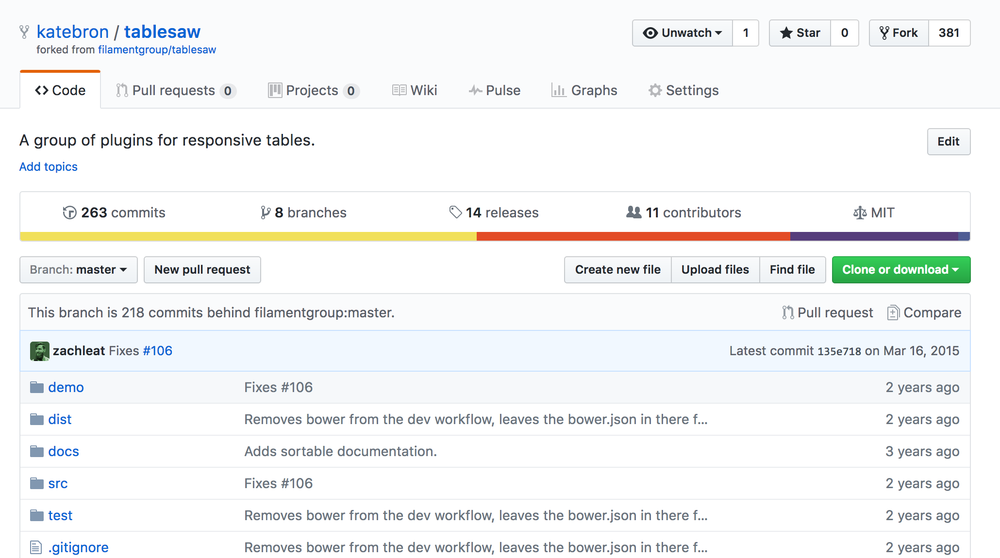 katebron / tablesaw
forked from filamentgroup/tablesaw
Unwatch 1 Star 0 Fork 381
Code Pull requests 0 Projects 0 Wiki Pulse Graphs Settings
A group of plugins for responsive tables.
Edit
Add topics
263 commits 8 branches 14 releases 11 contributors MIT
Branch: master New pull request Create new file Upload files Find file Clone or download
This branch is 218 commits behind filamentgroup:master. Pull request Compare
zachleat Fixes #106 Latest commit 135e718 on Mar 16, 2015
demo Fixes #106 2 years ago
dist Removes bower from the dev workflow, leaves the bower.json in there f... 2 years ago
docs Adds sortable documentation. 3 years ago
src Fixes #106 2 years ago
test Removes bower from the dev workflow, leaves the bower.json in there f... 2 years ago
.gitignore Removes bower from the dev workflow, leaves the bower.json in there f... 2 years ago